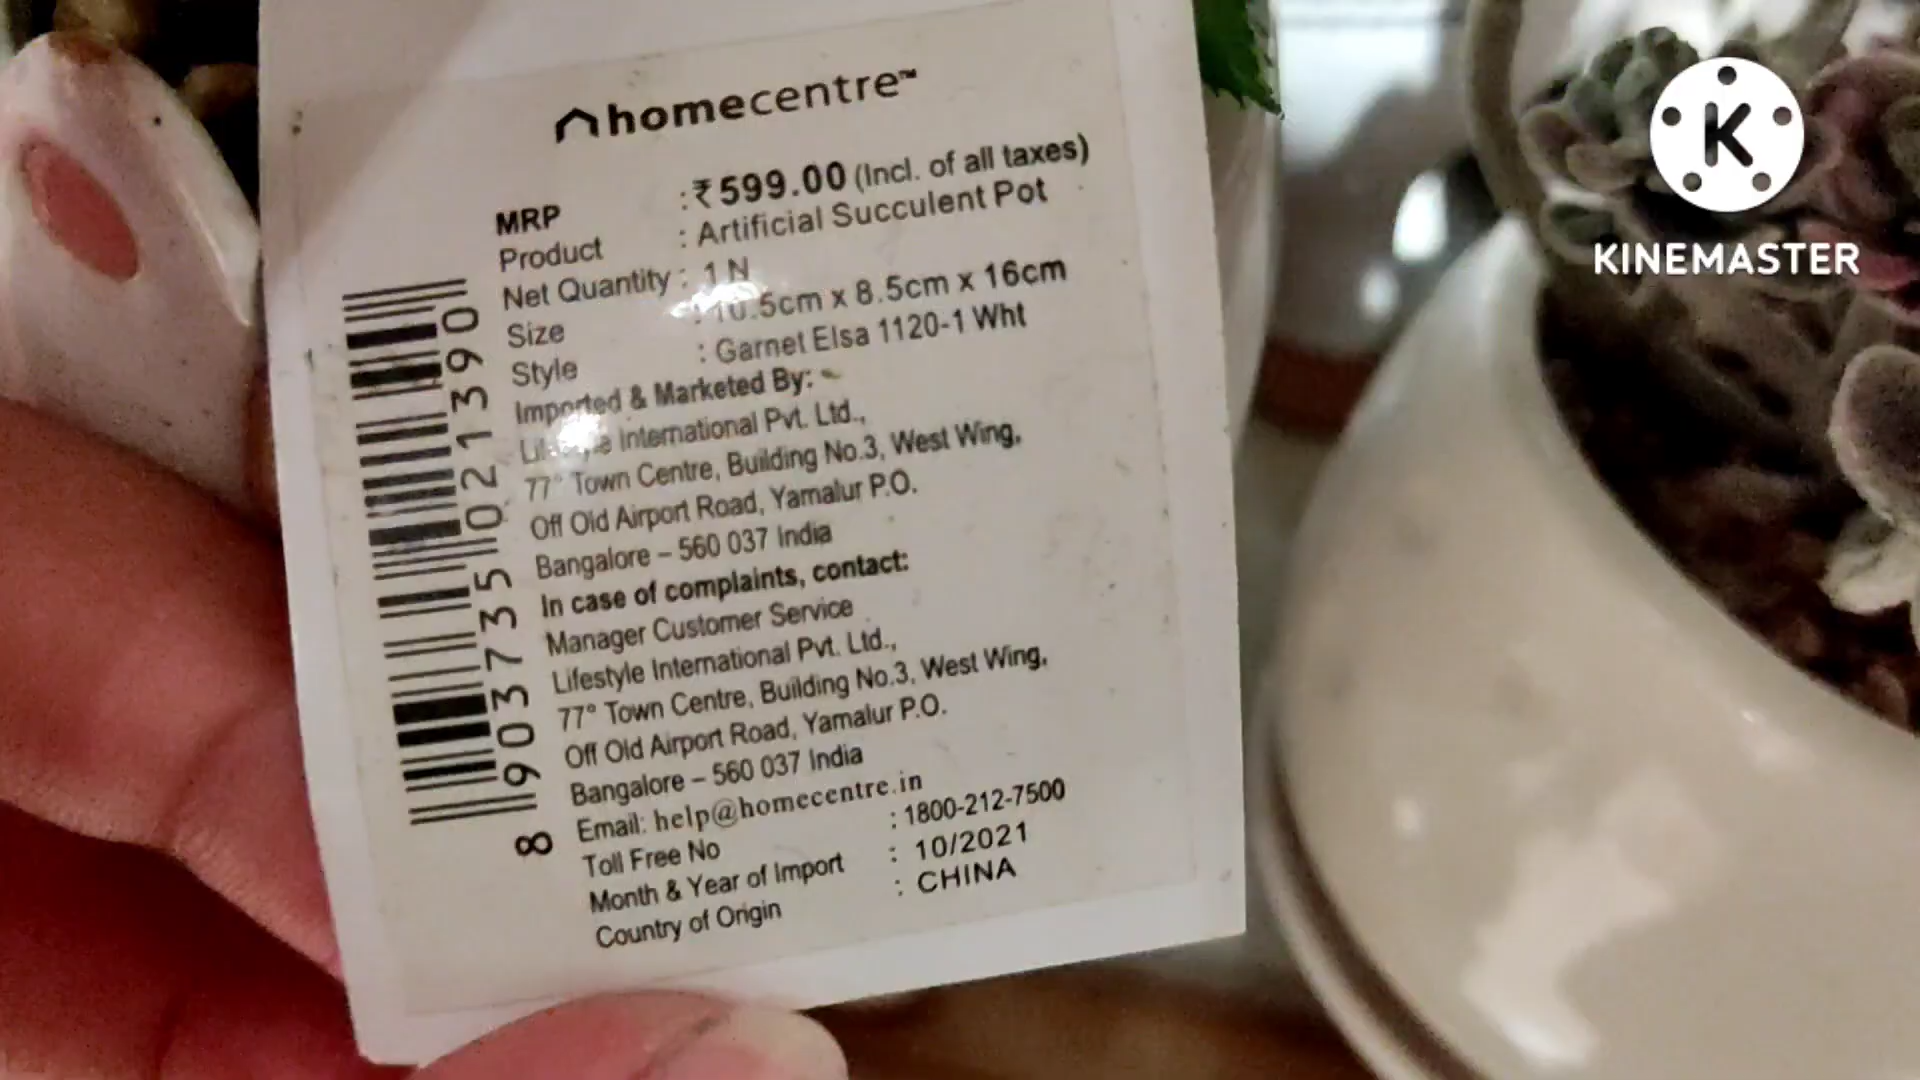 homecentre™
MRP : ₹599.00 (Incl. of all taxes)
Product : Artificial Succulent Pot
Net Quantity : 1 N
Size : 10.5cm x 8.5cm x 16cm
Style : Garnet Elsa 1120-1 Wht
Imported & Marketed By:
Lifestyle International Pvt. Ltd.,
77° Town Centre, Building No.3, West Wing,
Off Old Airport Road, Yamalur P.O.
Bangalore – 560 037 India
In case of complaints, contact:
Manager Customer Service
Lifestyle International Pvt. Ltd.,
77° Town Centre, Building No.3, West Wing,
Off Old Airport Road, Yamalur P.O.
Bangalore – 560 037 India
Email: help@homecentre.in
Toll Free No : 1800-212-7500
Month & Year of Import : 10/2021
Country of Origin : CHINA
8 903735 021390
K
KINEMASTER